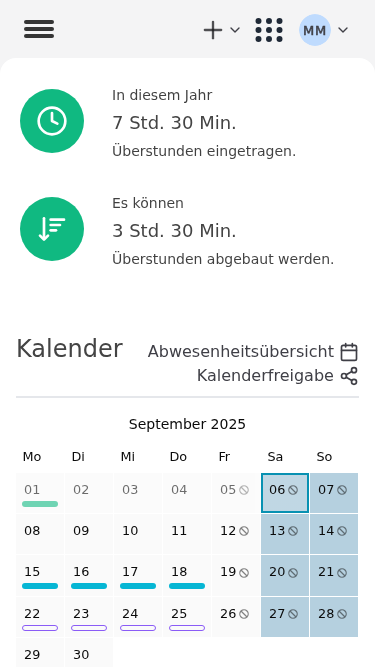 MM
In diesem Jahr
7 Std. 30 Min.
Überstunden eingetragen.
Es können
3 Std. 30 Min.
Überstunden abgebaut werden.
Kalender
Abwesenheitsübersicht
Kalenderfreigabe
September 2025
Mo Di Mi Do Fr Sa So
01 02 03 04 05 06 07
08 09 10 11 12 13 14
15 16 17 18 19 20 21
22 23 24 25 26 27 28
29 30